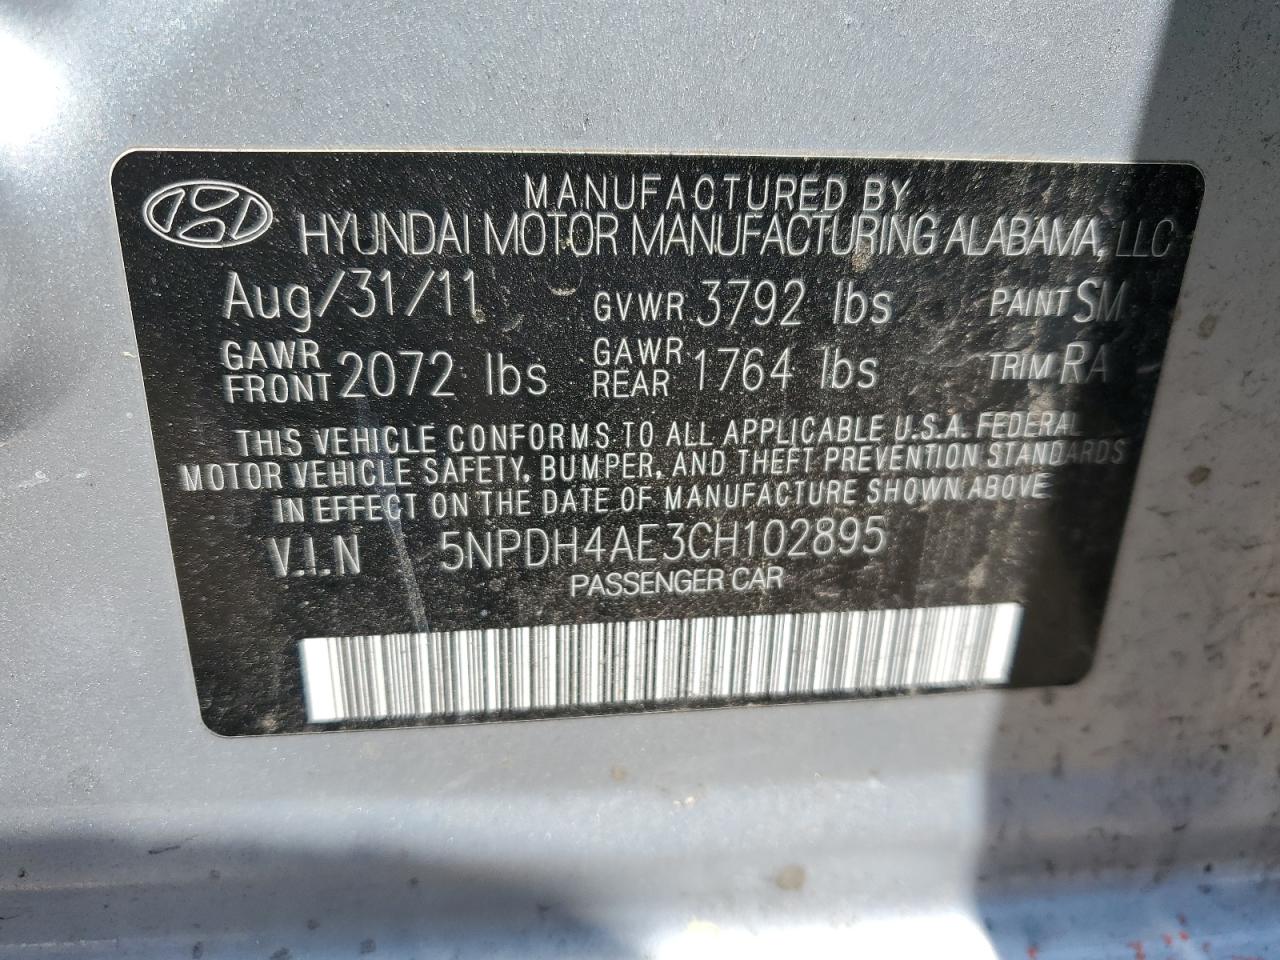 MANUFACTURED BY
HYUNDAI MOTOR MANUFACTURING ALABAMA, LLC
Aug/31/11 GVWR 3792 lbs PAINT SM
GAWR FRONT 2072 lbs GAWR REAR 1764 lbs TRIM RA
THIS VEHICLE CONFORMS TO ALL APPLICABLE U.S.A. FEDERAL
MOTOR VEHICLE SAFETY, BUMPER, AND THEFT PREVENTION STANDARDS
IN EFFECT ON THE DATE OF MANUFACTURE SHOWN ABOVE
V.I.N 5NPDH4AE3CH102895
PASSENGER CAR